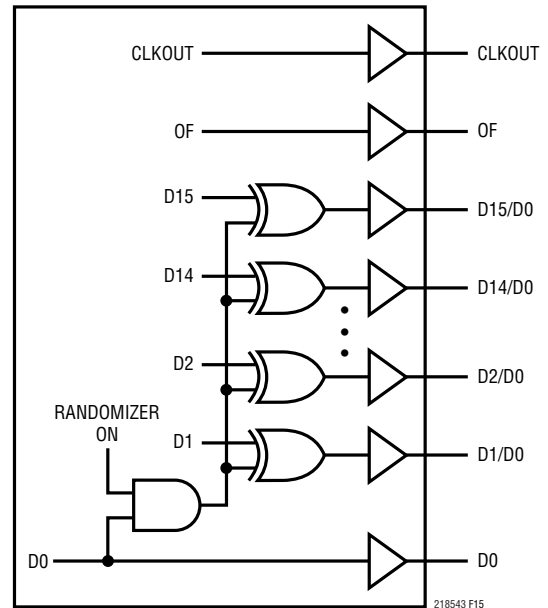 CLKOUT
CLKOUT
OF
OF
D15
D15/D0
D14
D14/D0
D2
D2/D0
RANDOMIZER
ON
D1
D1/D0
D0
D0
218543 F15